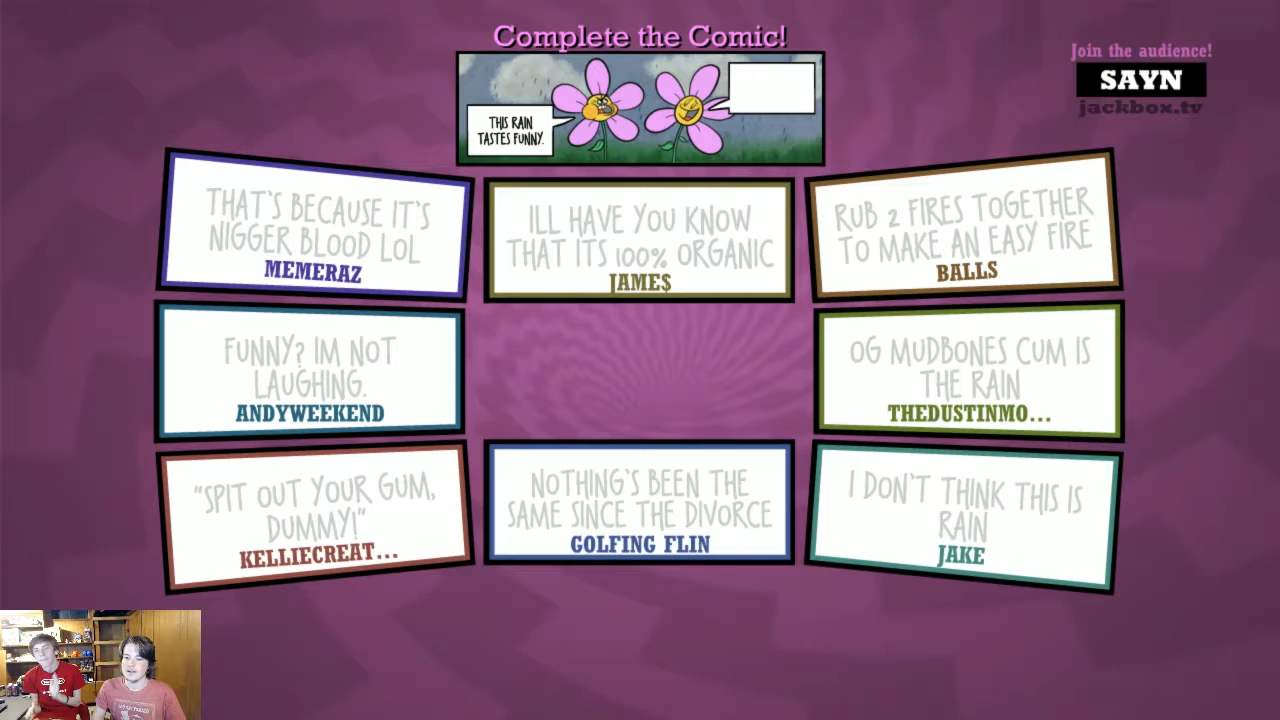 Complete the Comic!
Join the audience!
SAYN
jackbox.tv
THIS RAIN
TASTES FUNNY.
THAT'S BECAUSE IT'S
NIGGER BLOOD LOL
MEMERAZ
ILL HAVE YOU KNOW
THAT ITS 100% ORGANIC
JAME$
RUB 2 FIRES TOGETHER
TO MAKE AN EASY FIRE
BALLS
FUNNY? IM NOT
LAUGHING.
ANDYWEEKEND
OG MUDBONES CUM IS
THE RAIN
THEDUSTINMO...
"SPIT OUT YOUR GUM,
DUMMY!"
KELLIECREAT...
NOTHING'S BEEN THE
SAME SINCE THE DIVORCE
GOLFING FLIN
I DON'T THINK THIS IS
RAIN
JAKE